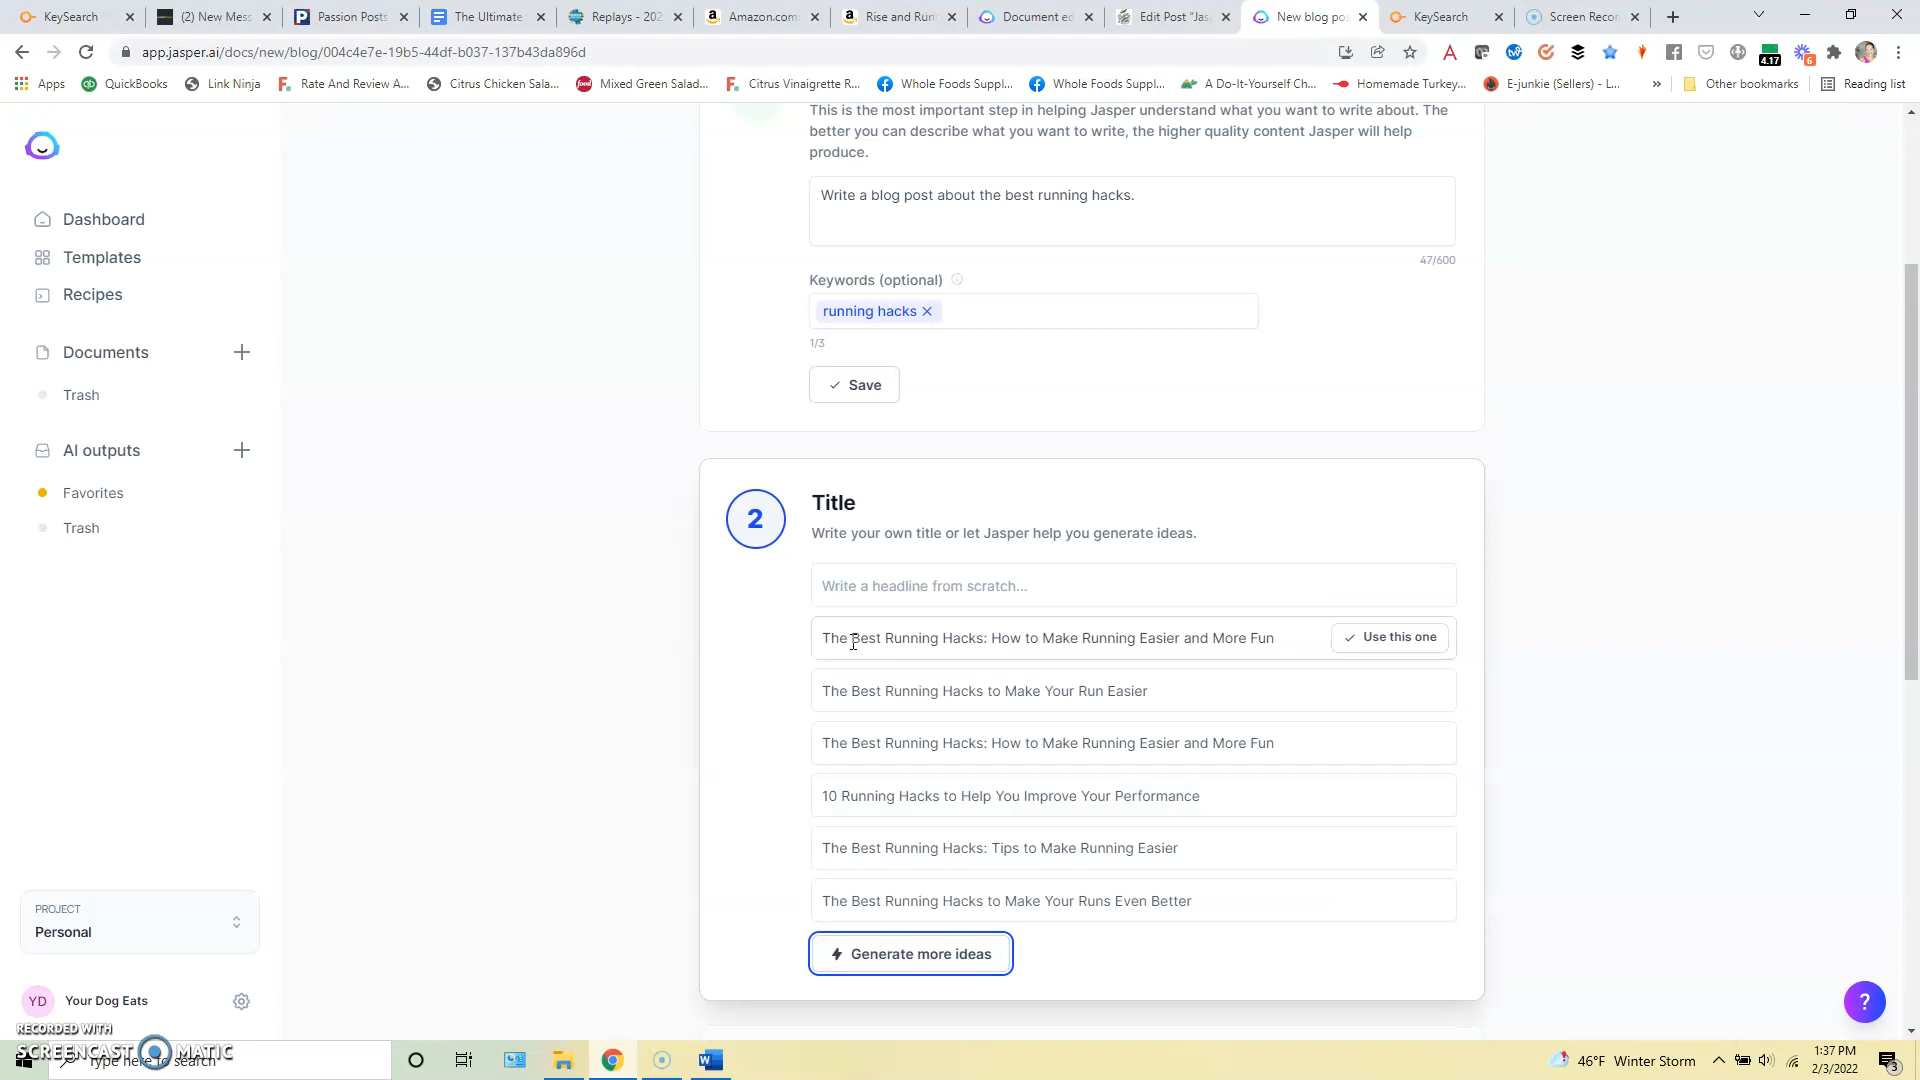 KeySearch
(2) New Mess
Passion Posts
The Ultimate
Replays - 202
Amazon.com:
Rise and Run
Document ed
Edit Post "Jas
New blog pos
KeySearch
Screen Recor
app.jasper.ai/docs/new/blog/004c4e7e-19b5-44df-b037-137b43da896d
4.17
6
Apps
QuickBooks
Link Ninja
Rate And Review A...
Citrus Chicken Sala...
Mixed Green Salad...
Citrus Vinaigrette R...
Whole Foods Suppl...
Whole Foods Suppl...
A Do-It-Yourself Ch...
Homemade Turkey...
E-junkie (Sellers) - L...
Other bookmarks
Reading list
This is the most important step in helping Jasper understand what you want to write about. The
better you can describe what you want to write, the higher quality content Jasper will help
produce.
Write a blog post about the best running hacks.
47/600
Keywords (optional)
running hacks
1/3
Save
Dashboard
Templates
Recipes
Documents
Trash
AI outputs
Favorites
Trash
2
Title
Write your own title or let Jasper help you generate ideas.
Write a headline from scratch...
The Best Running Hacks: How to Make Running Easier and More Fun
Use this one
The Best Running Hacks to Make Your Run Easier
The Best Running Hacks: How to Make Running Easier and More Fun
10 Running Hacks to Help You Improve Your Performance
The Best Running Hacks: Tips to Make Running Easier
The Best Running Hacks to Make Your Runs Even Better
Generate more ideas
PROJECT
Personal
YD
Your Dog Eats
?
RECORDED WITH
SCREENCAST MATIC
Type here to search
46°F Winter Storm
1:37 PM
2/3/2022
3